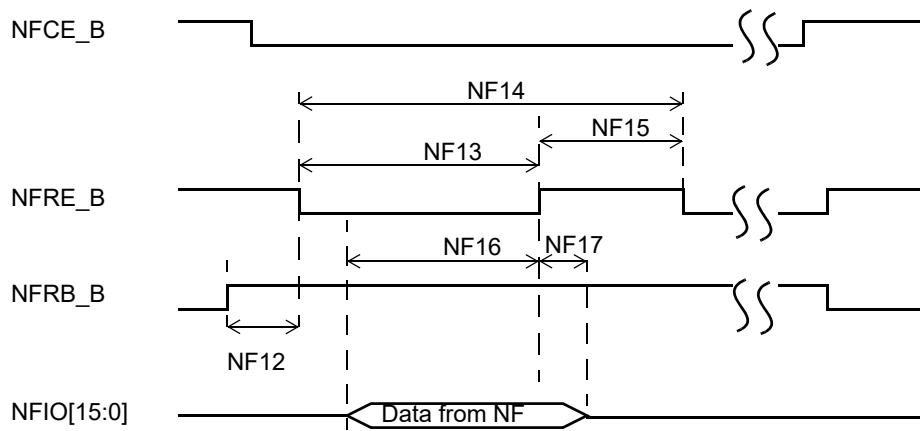 NFCE_B
NF14
NF15
NF13
NFRE_B
NF16
NF17
NFRB_B
NF12
NFIO[15:0]
Data from NF